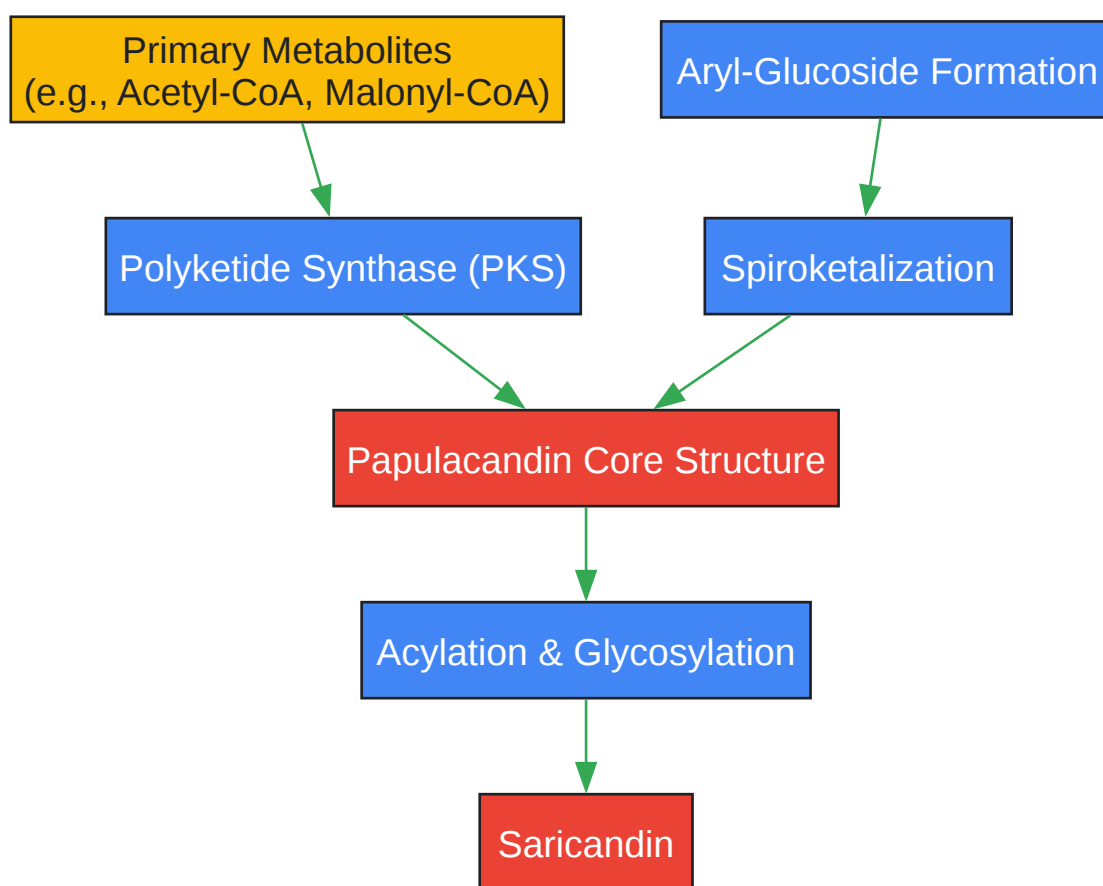 Primary Metabolites
(e.g., Acetyl-CoA, Malonyl-CoA)
Aryl-Glucoside Formation
Polyketide Synthase (PKS)
Spiroketalization
Papulacandin Core Structure
Acylation & Glycosylation
Saricandin